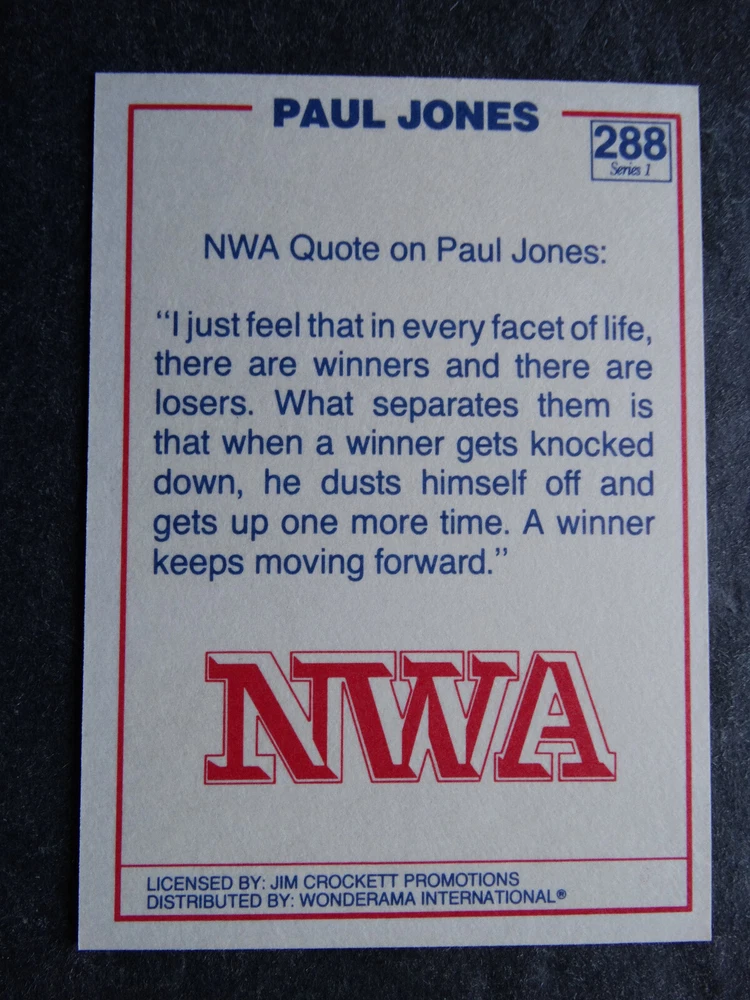 PAUL JONES
288
Series 1
NWA Quote on Paul Jones:
“I just feel that in every facet of life,
there are winners and there are
losers. What separates them is
that when a winner gets knocked
down, he dusts himself off and
gets up one more time. A winner
keeps moving forward.”
NWA
LICENSED BY: JIM CROCKETT PROMOTIONS
DISTRIBUTED BY: WONDERAMA INTERNATIONAL®